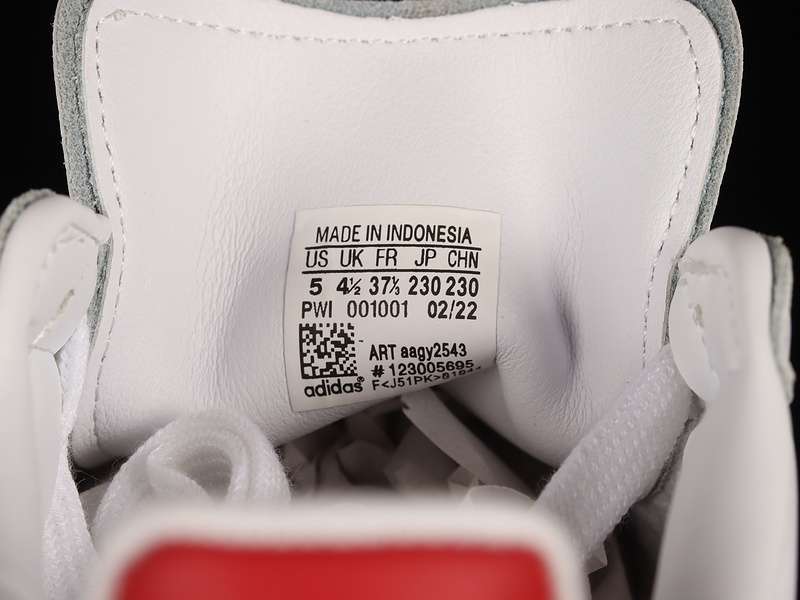 MADE IN INDONESIA
US UK FR JP CHN
5 4½ 37⅓ 230 230
PWI 001001 02/22
ART aagy2543
# 123005695
adidas®